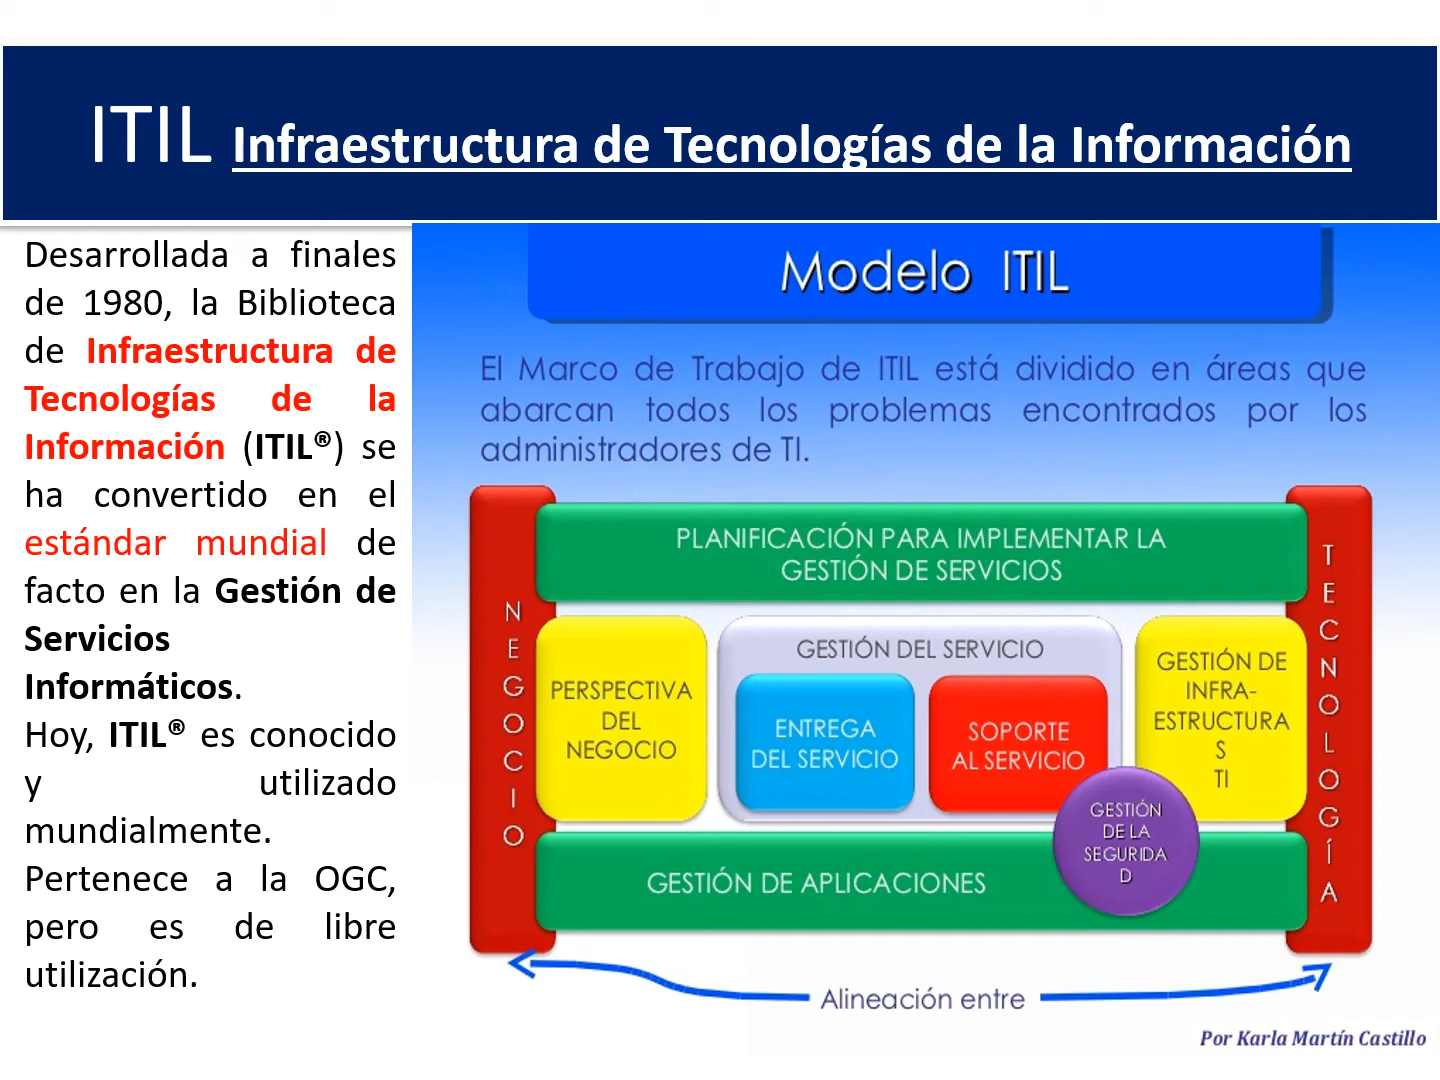 ITIL Infraestructura de Tecnologías de la Información
Desarrollada a finales
de 1980, la Biblioteca
de Infraestructura de
Tecnologías de la
Información (ITIL®) se
ha convertido en el
estándar mundial de
facto en la Gestión de
Servicios
Informáticos.
Hoy, ITIL® es conocido
y utilizado
mundialmente.
Pertenece a la OGC,
pero es de libre
utilización.
Modelo ITIL
El Marco de Trabajo de ITIL está dividido en áreas que
abarcan todos los problemas encontrados por los
administradores de TI.
NEGOCIO
PLANIFICACIÓN PARA IMPLEMENTAR LA
GESTIÓN DE SERVICIOS
PERSPECTIVA
DEL
NEGOCIO
GESTIÓN DEL SERVICIO
ENTREGA
DEL SERVICIO
SOPORTE
AL SERVICIO
GESTIÓN DE
INFRA-
ESTRUCTURA
S
TI
GESTIÓN
DE LA
SEGURIDA
D
GESTIÓN DE APLICACIONES
TECNOLOGÍA
Alineación entre
Por Karla Martín Castillo